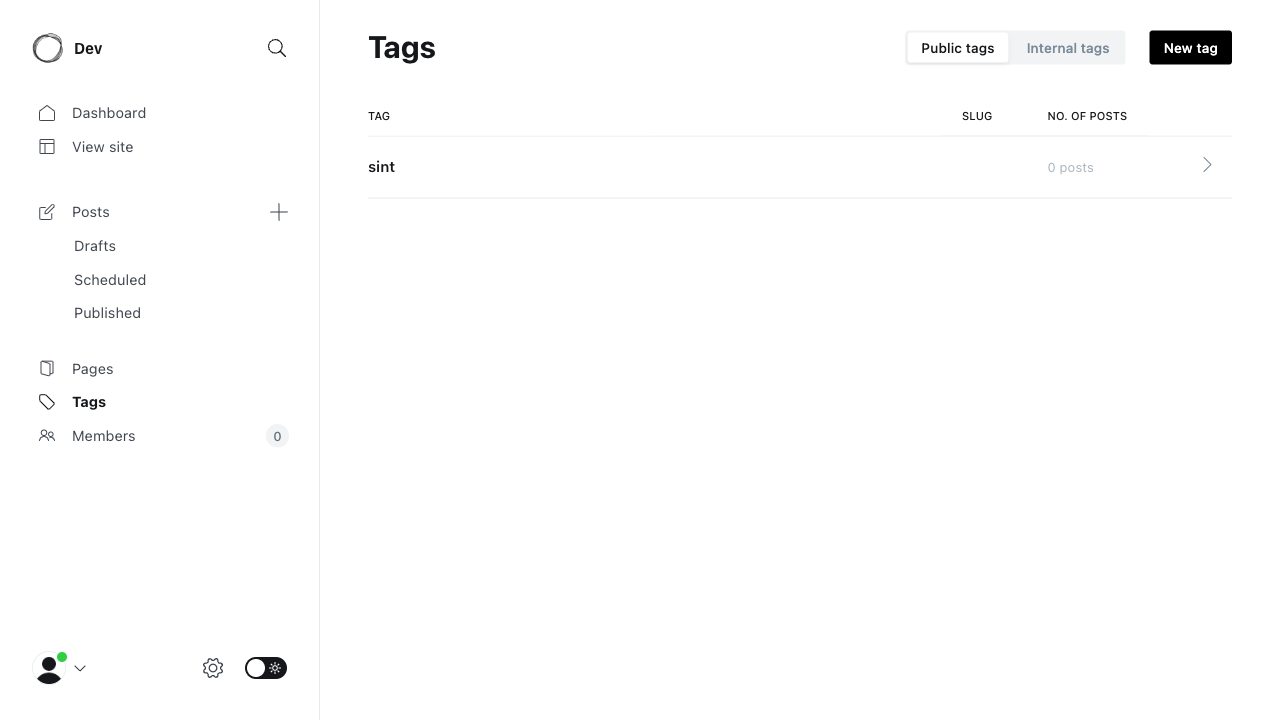 Dev
Dashboard
View site
Posts
Drafts
Scheduled
Published
Pages
Tags
Members 0
Tags
Public tags Internal tags New tag
TAG SLUG NO. OF POSTS
sint 0 posts